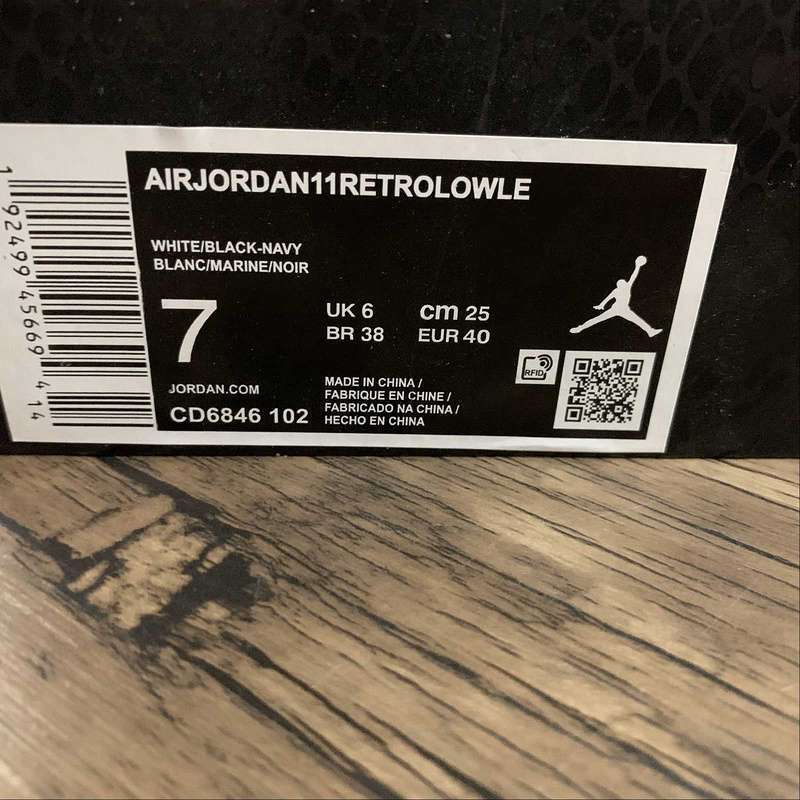 AIRJORDAN11RETROLOWLE
WHITE/BLACK-NAVY
BLANC/MARINE/NOIR
7
UK 6
cm 25
BR 38
EUR 40
JORDAN.COM
CD6846 102
MADE IN CHINA /
FABRIQUE EN CHINE /
FABRICADO NA CHINA /
HECHO EN CHINA
RFID
1 92499 45669 4 14